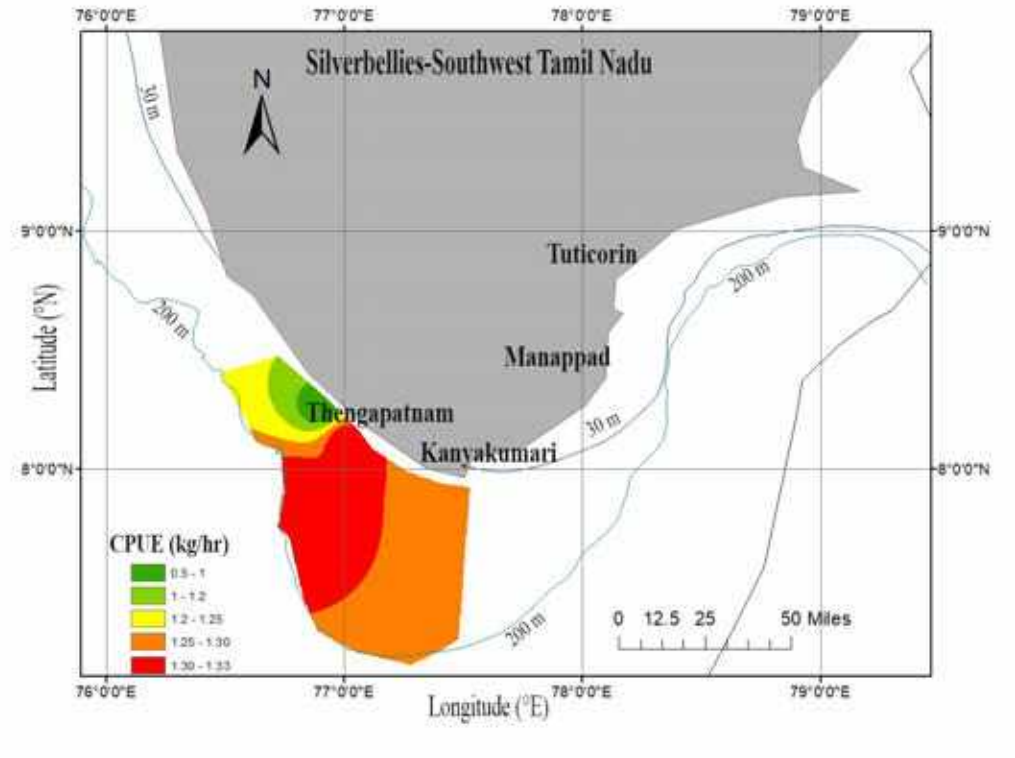 76°0'0"E 77°0'0"E 78°0'0"E 79°0'0"E
Silverbellies-Southwest Tamil Nadu
N
30 m
9°0'0"N 9°0'0"N
Tuticorin
200 m
200 m
Latitude (°N)
Manappad
Thengapatnam
30 m
Kanyakumari
8°0'0"N 8°0'0"N
CPUE (kg/hr)
0.5 - 1
1 - 1.2
1.2 - 1.25
1.25 - 1.30
1.30 - 1.33
200 m
0 12.5 25 50 Miles
76°0'0"E 77°0'0"E 78°0'0"E 79°0'0"E
Longitude (°E)